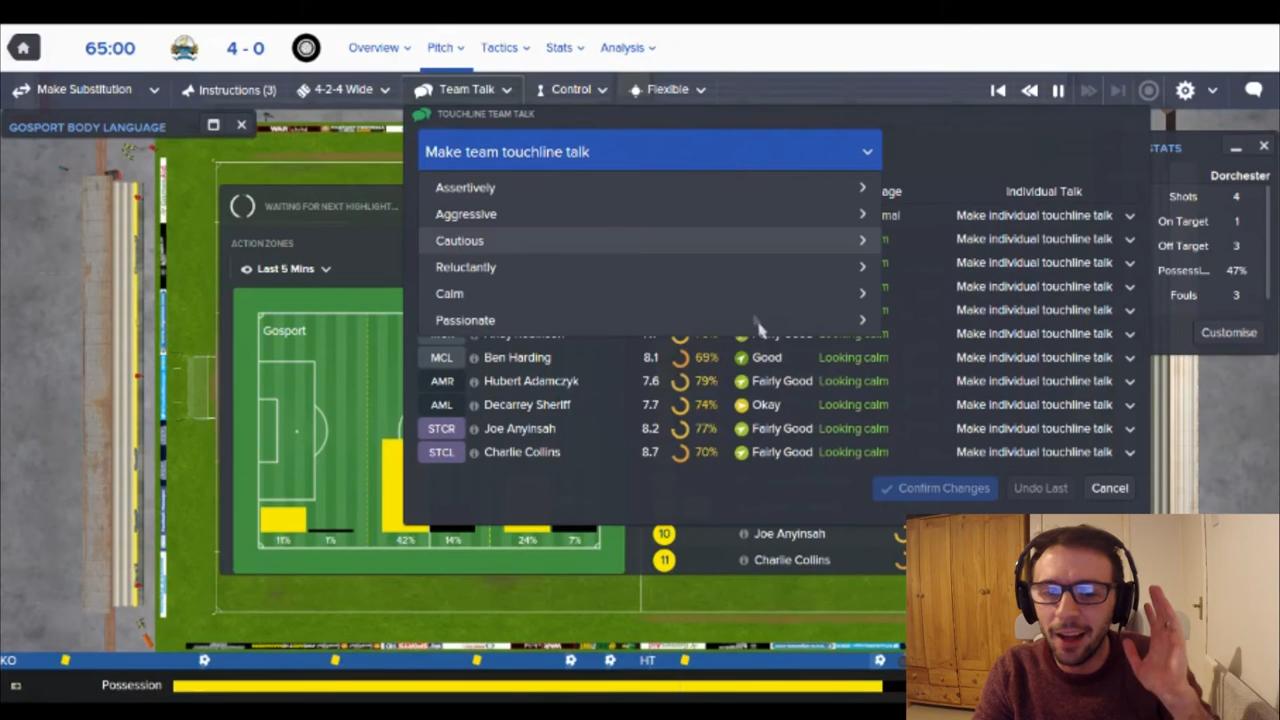 65:00 4 - 0 Overview Pitch Tactics Stats Analysis
Make Substitution Instructions (3) 4-2-4 Wide Team Talk Control Flexible
TOUCHLINE TEAM TALK
GOSPORT BODY LANGUAGE
Make team touchline talk
STATS
Dorchester
Assertively
Individual Talk
Shots 4
Aggressive
Make individual touchline talk
On Target 1
WAITING FOR NEXT HIGHLIGHT...
Cautious
Make individual touchline talk
Off Target 3
ACTION ZONES
Reluctantly
Make individual touchline talk
Possessi... 47%
Last 5 Mins
Calm
Make individual touchline talk
Fouls 3
Passionate
Make individual touchline talk
Gosport
Make individual touchline talk
Customise
MCL Ben Harding 8.1 69% Good Looking calm Make individual touchline talk
AMR Hubert Adamczyk 7.6 79% Fairly Good Looking calm Make individual touchline talk
AML Decarrey Sheriff 7.7 74% Okay Looking calm Make individual touchline talk
STCR Joe Anyinsah 8.2 77% Fairly Good Looking calm Make individual touchline talk
STCL Charlie Collins 8.7 70% Fairly Good Looking calm Make individual touchline talk
Confirm Changes Undo Last Cancel
10 Joe Anyinsah
11% 1% 42% 14% 24% 7%
11 Charlie Collins
KO HT
Possession